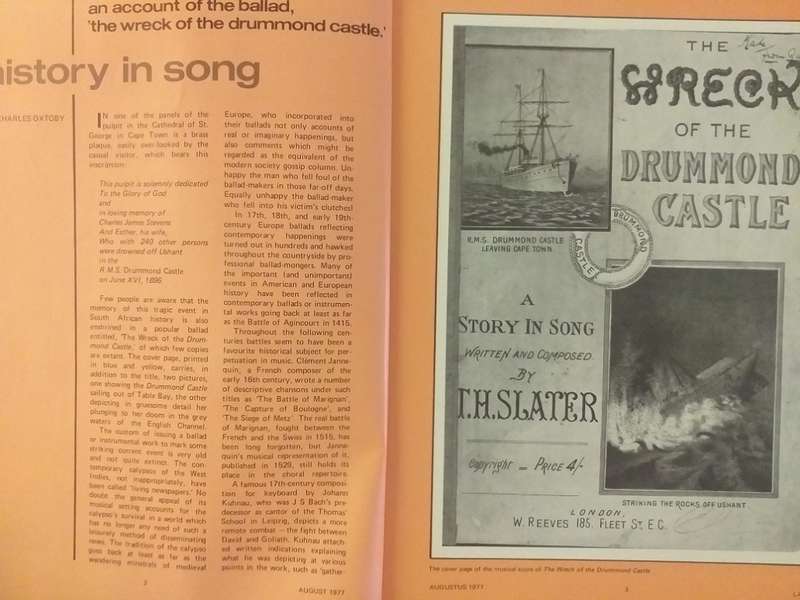 an account of the ballad,
'the wreck of the drummond castle.'
history in song
CHARLES OXTOBY
IN one of the panels of the
pulpit in the Cathedral of St.
George in Cape Town is a brass
plaque, easily over-looked by the
casual visitor, which bears this
inscription:
This pulpit is solemnly dedicated
To the Glory of God
and
in loving memory of
Charles James Stevens
And Esther, his wife,
Who with 240 other persons
were drowned off Ushant
in the
R.M.S. Drummond Castle
on June XVI, 1896.
Few people are aware that the
memory of this tragic event in
South African history is also
enshrined in a popular ballad
entitled, 'The Wreck of the Drum-
mond Castle,' of which few copies
are extant. The cover page, printed
in blue and yellow, carries, in
addition to the title, two pictures,
one showing the Drummond Castle
sailing out of Table Bay, the other
depicting in gruesome detail her
plunging to her doom in the grey
waters of the English Channel.
The custom of issuing a ballad
or instrumental work to mark some
striking current event is very old
and not quite extinct. The con-
temporary calypsos of the West
Indies, not inappropriately, have
been called 'living newspapers.' No
doubt the general appeal of its
musical setting accounts for the
calypso's survival in a world which
has no longer any need of such a
leisurely method of disseminating
news. The tradition of the calypso
goes back at least as far as the
wandering minstrels of medieval
Europe, who incorporated into
their ballads not only accounts of
real or imaginary happenings, but
also comments which might be
regarded as the equivalent of the
modern society gossip column. Un-
happy the man who fell foul of the
ballad-makers in those far-off days.
Equally unhappy the ballad-maker
who fell into his victim's clutches!
In 17th, 18th, and early 19th-
century Europe ballads reflecting
contemporary happenings were
turned out in hundreds and hawked
throughout the countryside by pro-
fessional ballad-mongers. Many of
the important (and unimportant)
events in American and European
history have been reflected in
contemporary ballads or instrumen-
tal works going back at least as far
as the Battle of Agincourt in 1415.
Throughout the following cen-
turies battles seem to have been a
favourite historical subject for per-
petuation in music. Clément Janne-
quin, a French composer of the
early 16th century, wrote a number
of descriptive chansons under such
titles as 'The Battle of Marignan',
'The Capture of Boulogne', and
'The Siege of Metz'. The real battle
of Marignan, fought between the
French and the Swiss in 1515, has
been long forgotten, but Janne-
quin's musical representation of it,
published in 1529, still holds its
place in the choral repertoire.
A famous 17th-century composi-
tion for keyboard by Johann
Kuhnau, who was J S Bach's pre-
decessor as cantor of the Thomas
School in Leipzig, depicts a more
remote combat – the fight between
David and Goliath. Kuhnau attach-
ed written indications explaining
what he was depicting at various
points in the work, such as 'gather-
AUGUST 1977
THE
WRECK
OF THE
DRUMMOND
CASTLE
R.M.S. DRUMMOND CASTLE
LEAVING CAPE TOWN.
DRUMMOND
CASTLE
A
STORY IN SONG
WRITTEN AND COMPOSED
BY
T.H. SLATER
Copyright = PRICE 4/-
STRIKING THE ROCKS OFF USHANT.
LONDON,
W. REEVES 185, FLEET ST. E.C.
The cover page of the musical score of The Wreck of the Drummond Castle
AUGUSTUS 1977
3